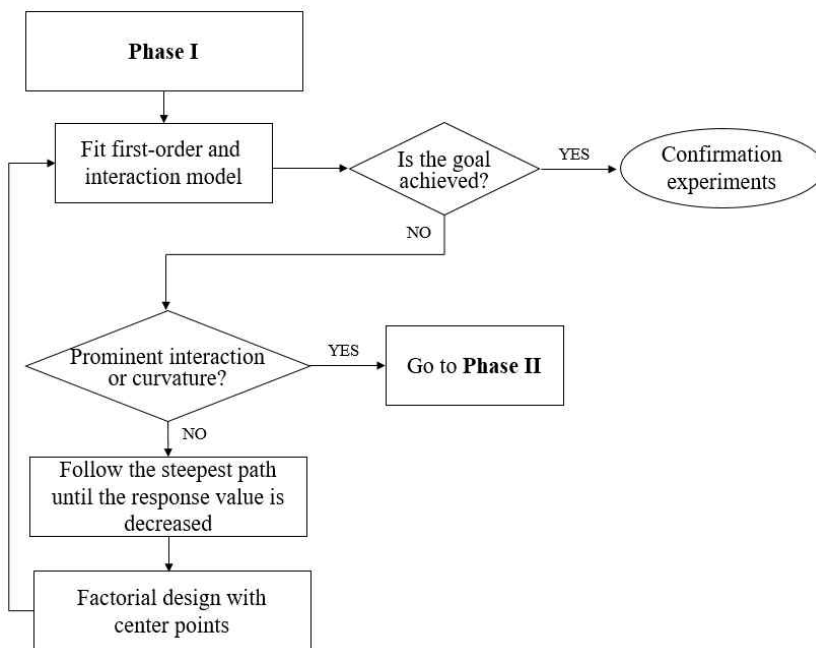 Phase I
Fit first-order and
interaction model
Is the goal
achieved?
YES
Confirmation
experiments
NO
Prominent interaction
or curvature?
YES
Go to Phase II
NO
Follow the steepest path
until the response value is
decreased
Factorial design with
center points